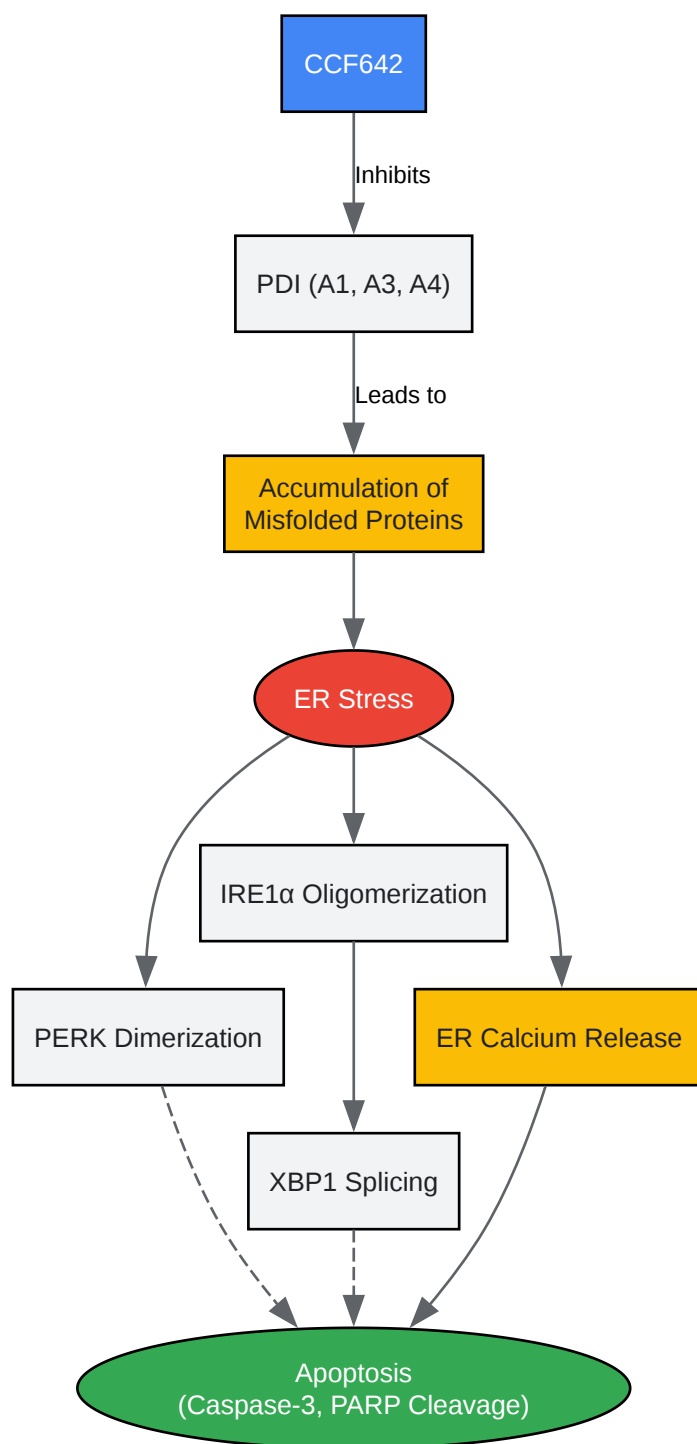 CCF642
Inhibits
PDI (A1, A3, A4)
Leads to
Accumulation of
Misfolded Proteins
ER Stress
IRE1α Oligomerization
PERK Dimerization
ER Calcium Release
XBP1 Splicing
Apoptosis
(Caspase-3, PARP Cleavage)